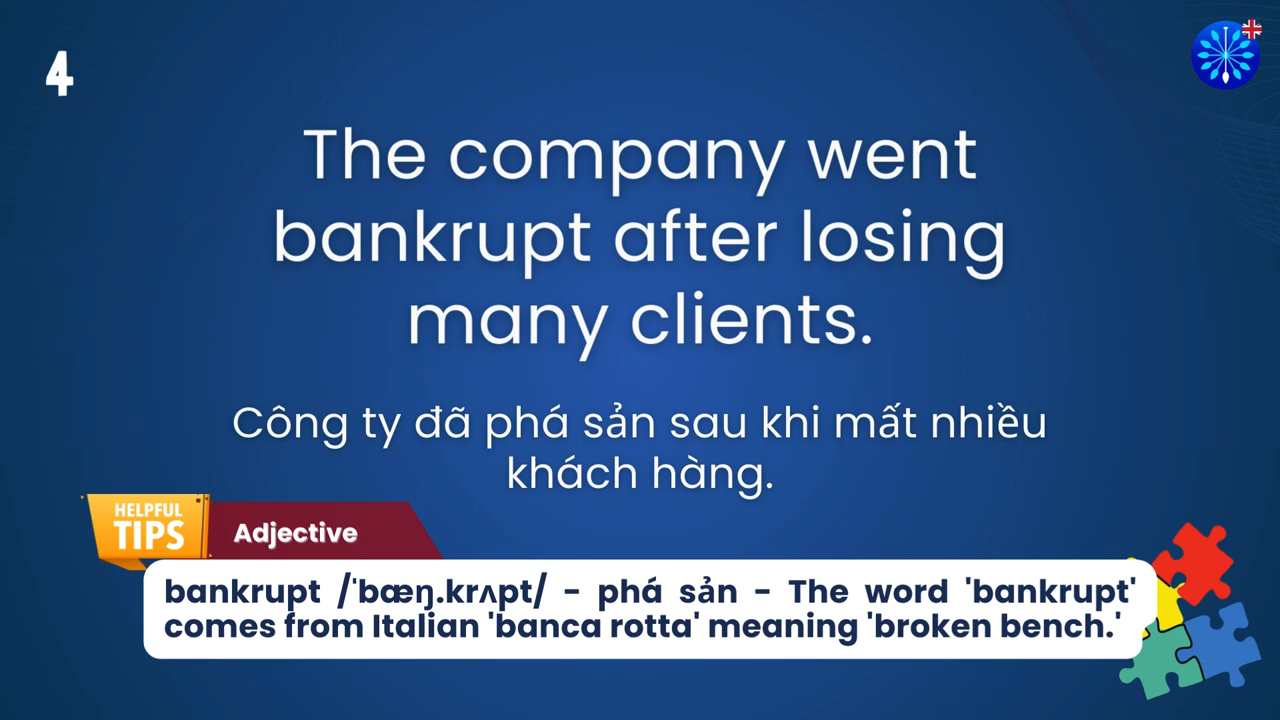 4
The company went
bankrupt after losing
many clients.
Công ty đã phá sản sau khi mất nhiều
khách hàng.
HELPFUL
TIPS
Adjective
bankrupt /ˈbæŋ.krʌpt/ - phá sản - The word 'bankrupt'
comes from Italian 'banca rotta' meaning 'broken bench.'